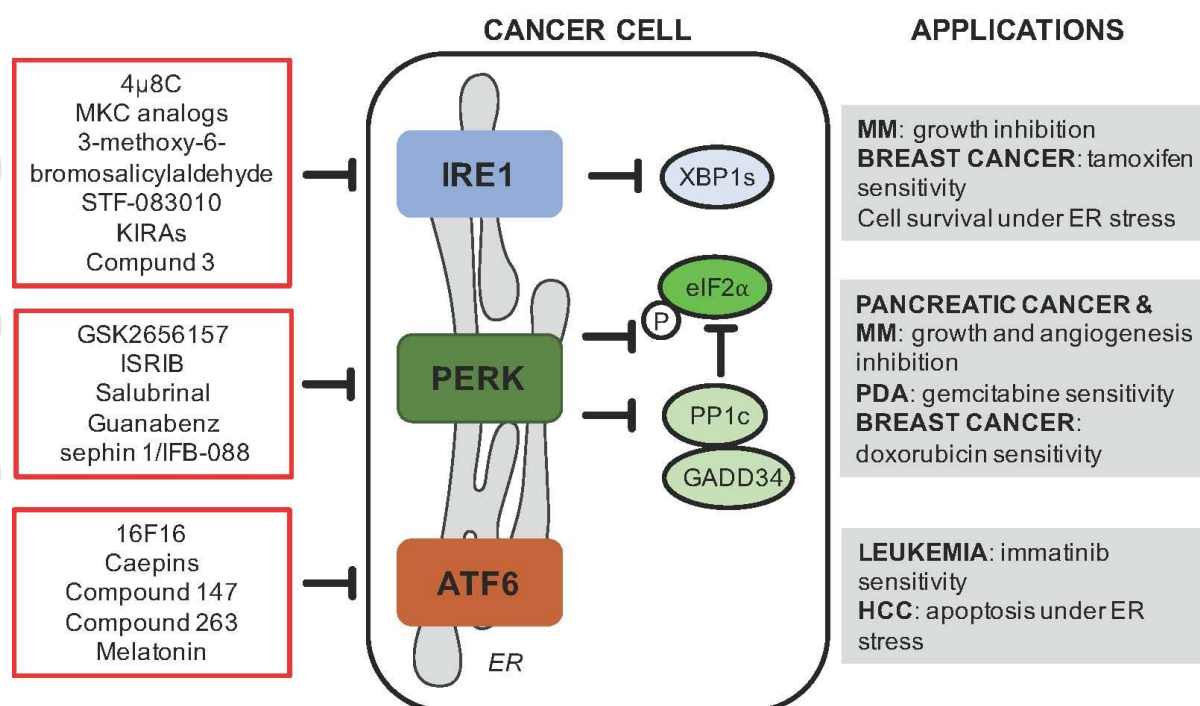 CANCER CELL
APPLICATIONS
4µ8C
MKC analogs
3-methoxy-6-
bromosalicylaldehyde
STF-083010
KIRAs
Compund 3
IRE1
XBP1s
MM: growth inhibition
BREAST CANCER: tamoxifen
sensitivity
Cell survival under ER stress
GSK2656157
ISRIB
Salubrinal
Guanabenz
sephin 1/IFB-088
PERK
eIF2α
P
PP1c
GADD34
PANCREATIC CANCER &
MM: growth and angiogenesis
inhibition
PDA: gemcitabine sensitivity
BREAST CANCER:
doxorubicin sensitivity
16F16
Caepins
Compound 147
Compound 263
Melatonin
ATF6
ER
LEUKEMIA: immatinib
sensitivity
HCC: apoptosis under ER
stress